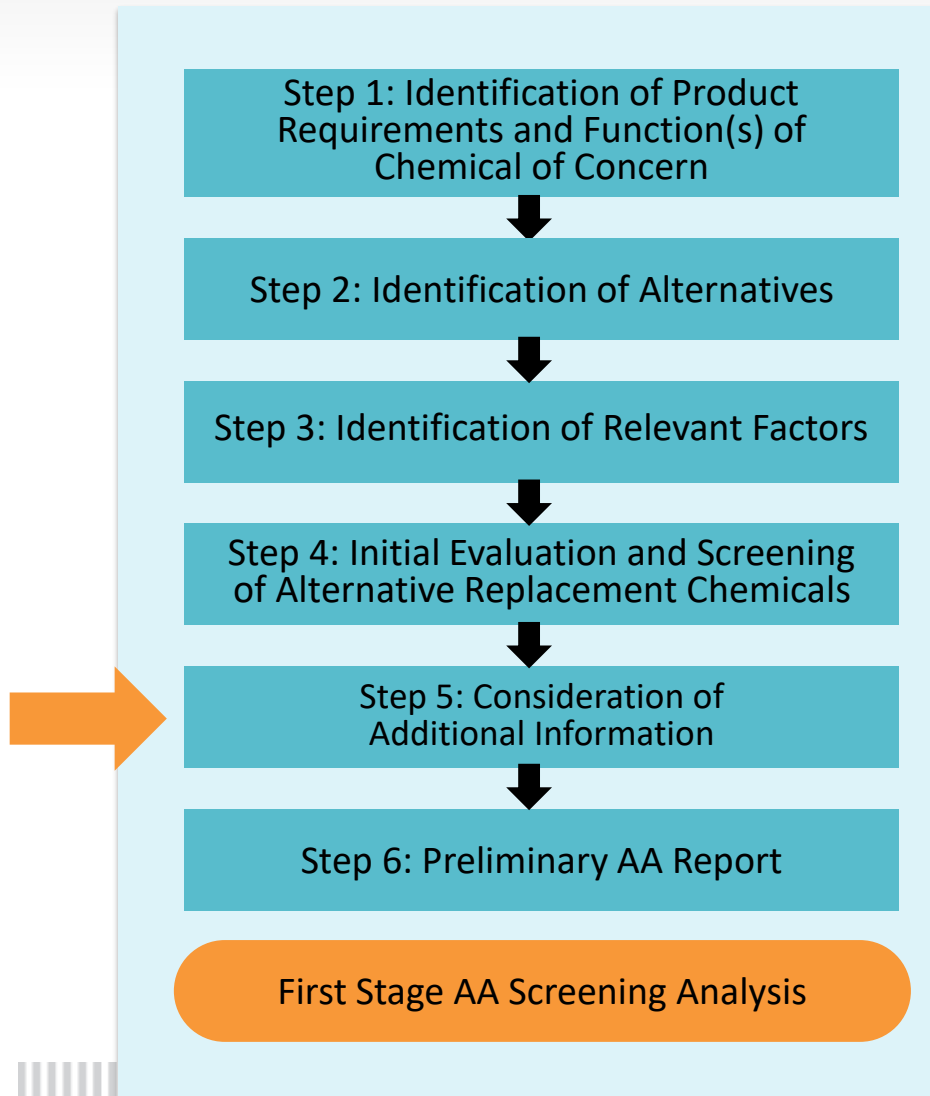 Step 1: Identification of Product
Requirements and Function(s) of
Chemical of Concern
Step 2: Identification of Alternatives
Step 3: Identification of Relevant Factors
Step 4: Initial Evaluation and Screening
of Alternative Replacement Chemicals
Step 5: Consideration of
Additional Information
Step 6: Preliminary AA Report
First Stage AA Screening Analysis